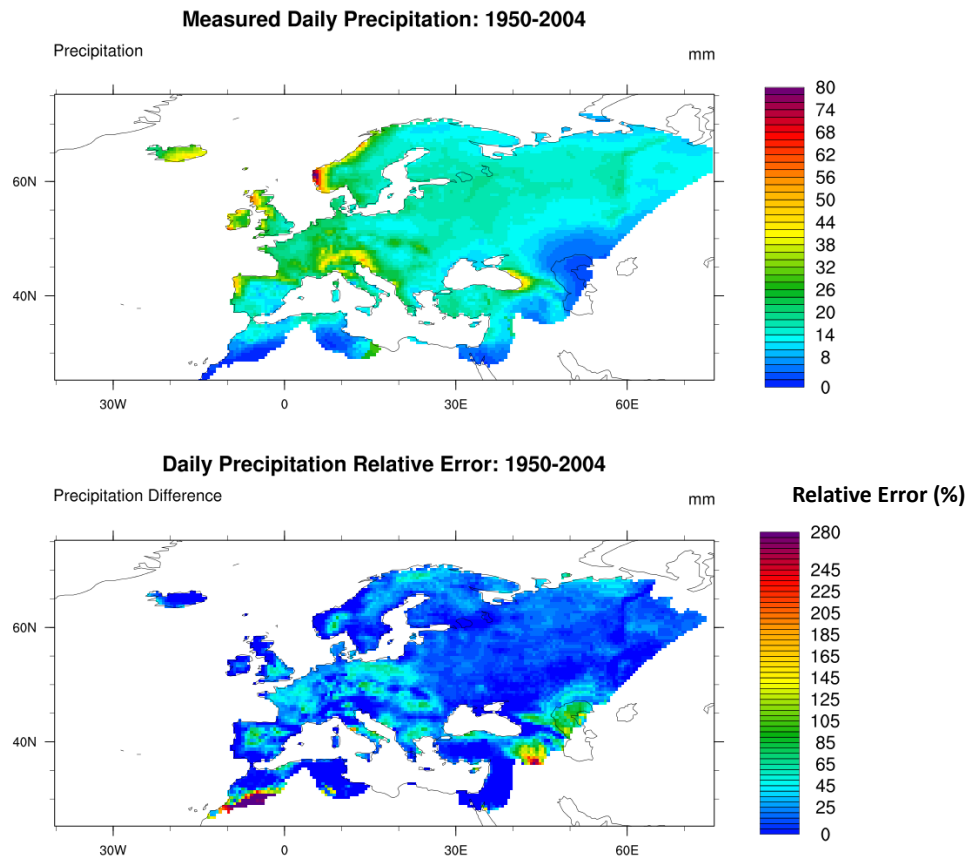 Measured Daily Precipitation: 1950-2004
Precipitation mm
80
74
68
62
56
50
44
38
32
26
20
14
8
0
60N
40N
30W 0 30E 60E
Daily Precipitation Relative Error: 1950-2004
Precipitation Difference mm
Relative Error (%)
280
245
225
205
185
165
145
125
105
85
65
45
25
0
60N
40N
30W 0 30E 60E